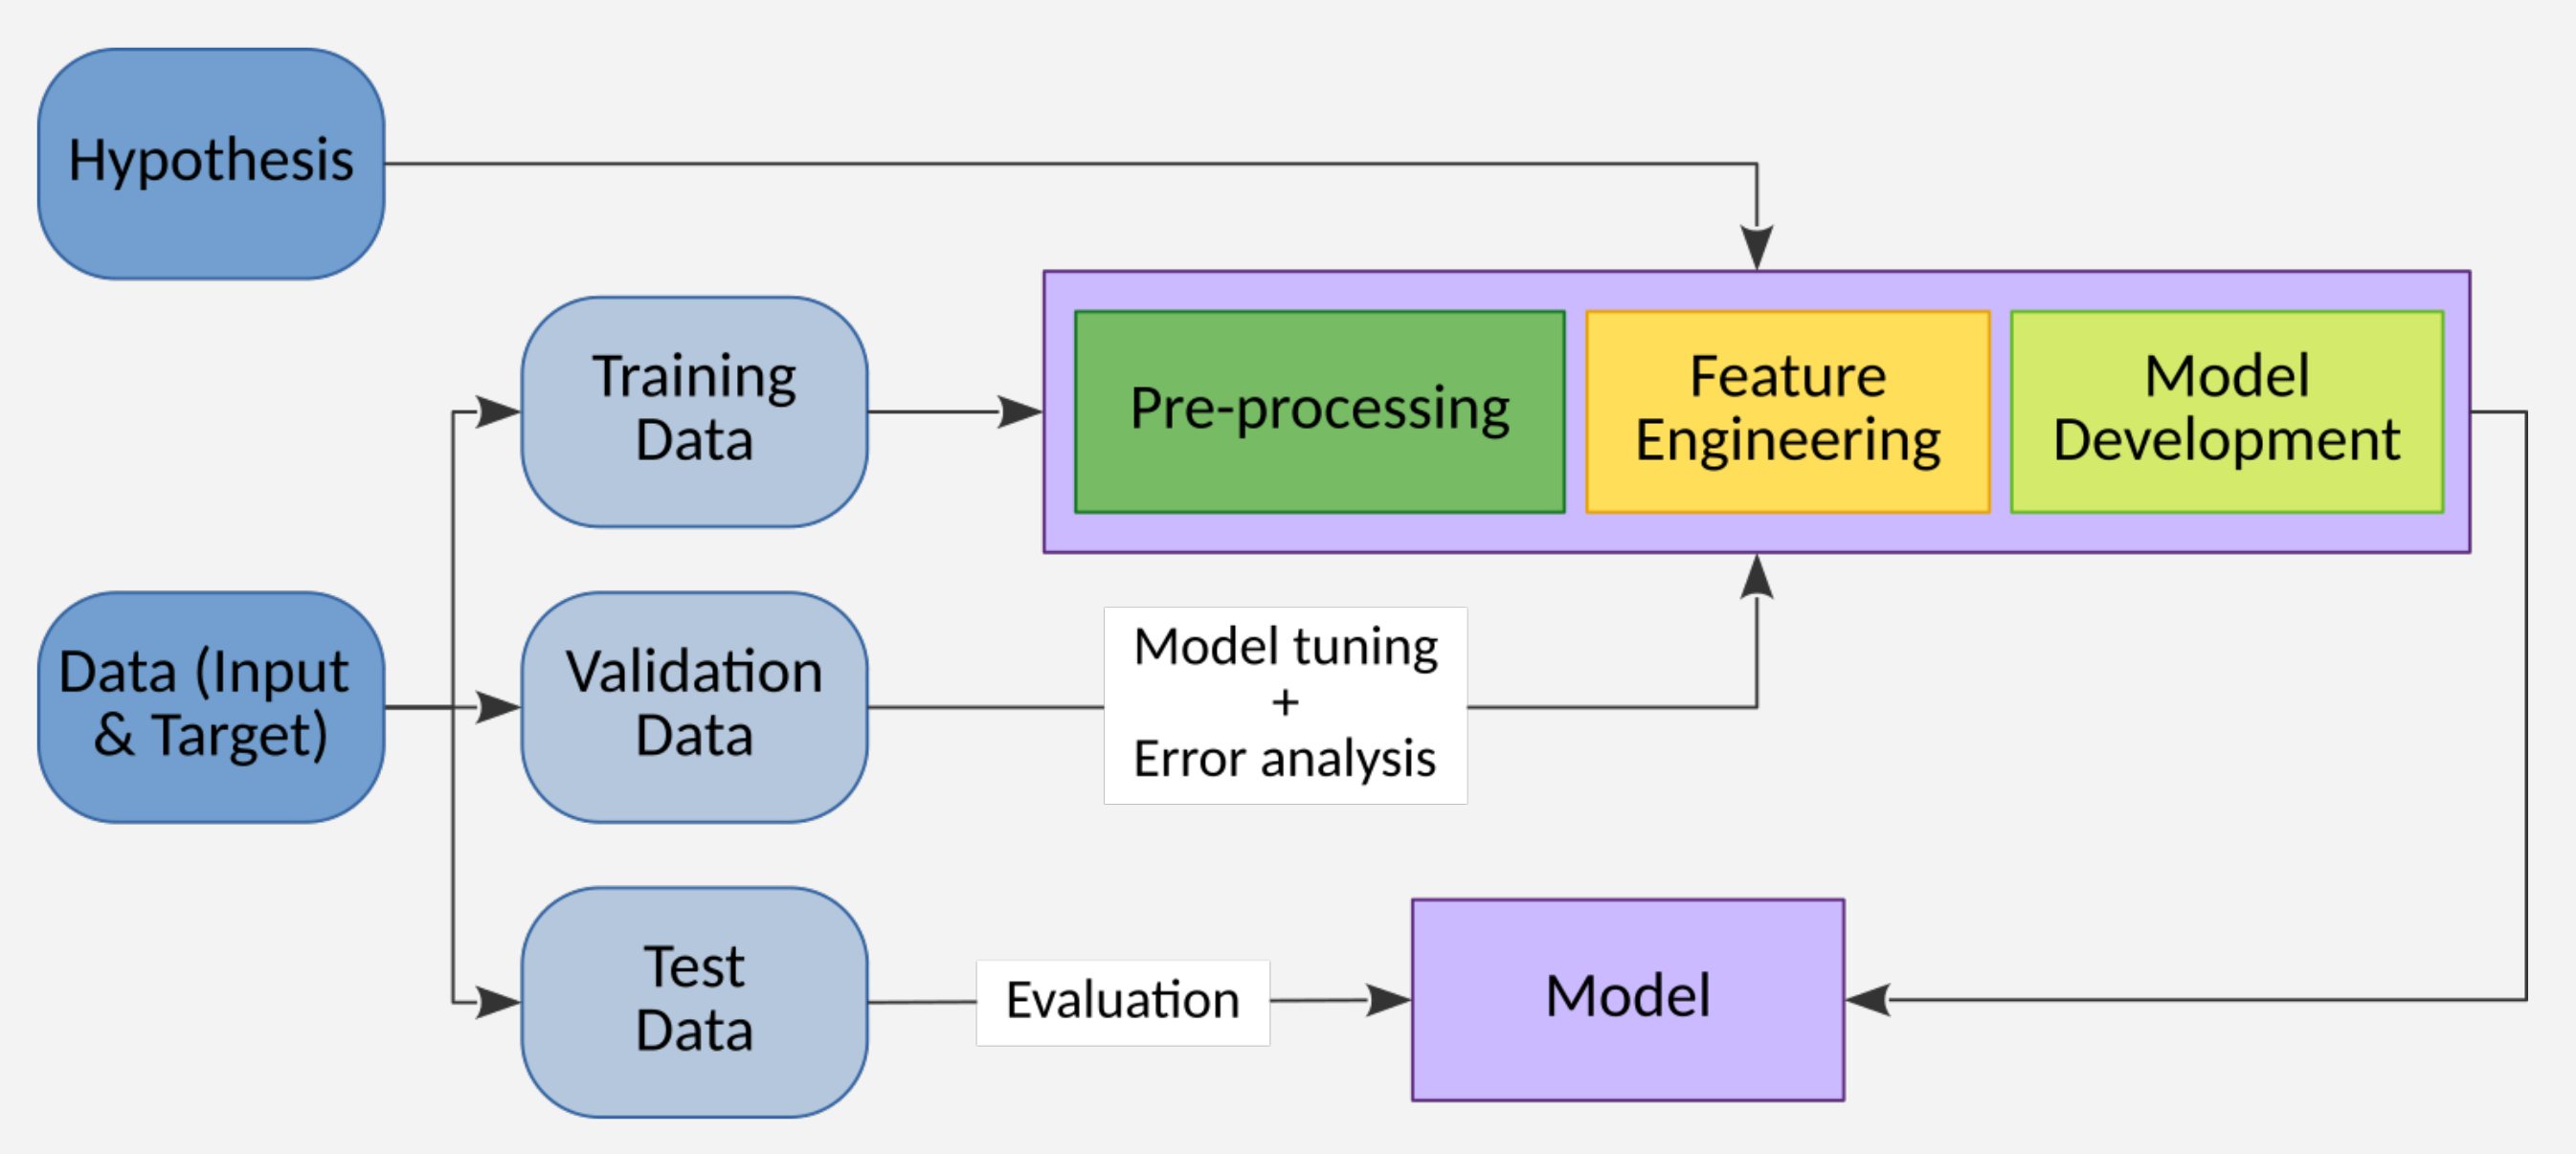 Hypothesis
Training
Data
Pre-processing
Feature
Engineering
Model
Development
Data (Input
& Target)
Validation
Data
Model tuning
+
Error analysis
Test
Data
Evaluation
Model